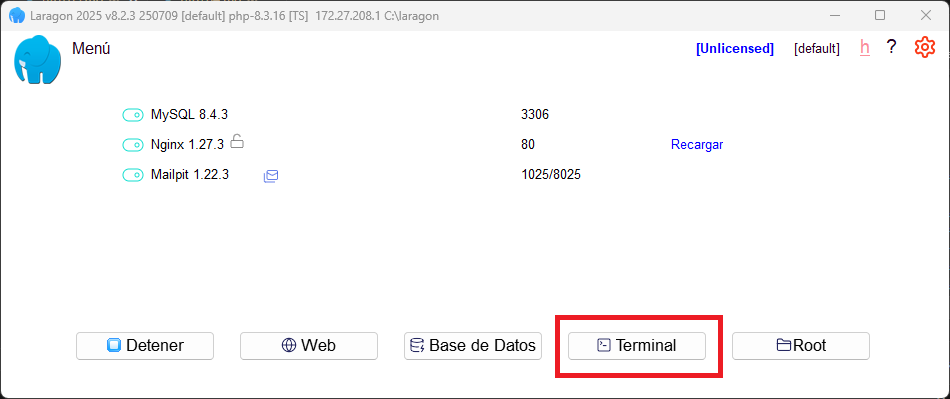 Laragon 2025 v8.2.3 250709 [default] php-8.3.16 [TS]  172.27.208.1 C:\laragon
Menú [Unlicensed] [default] h ?
MySQL 8.4.3 3306
Nginx 1.27.3 80 Recargar
Mailpit 1.22.3 1025/8025
Detener Web Base de Datos Terminal Root